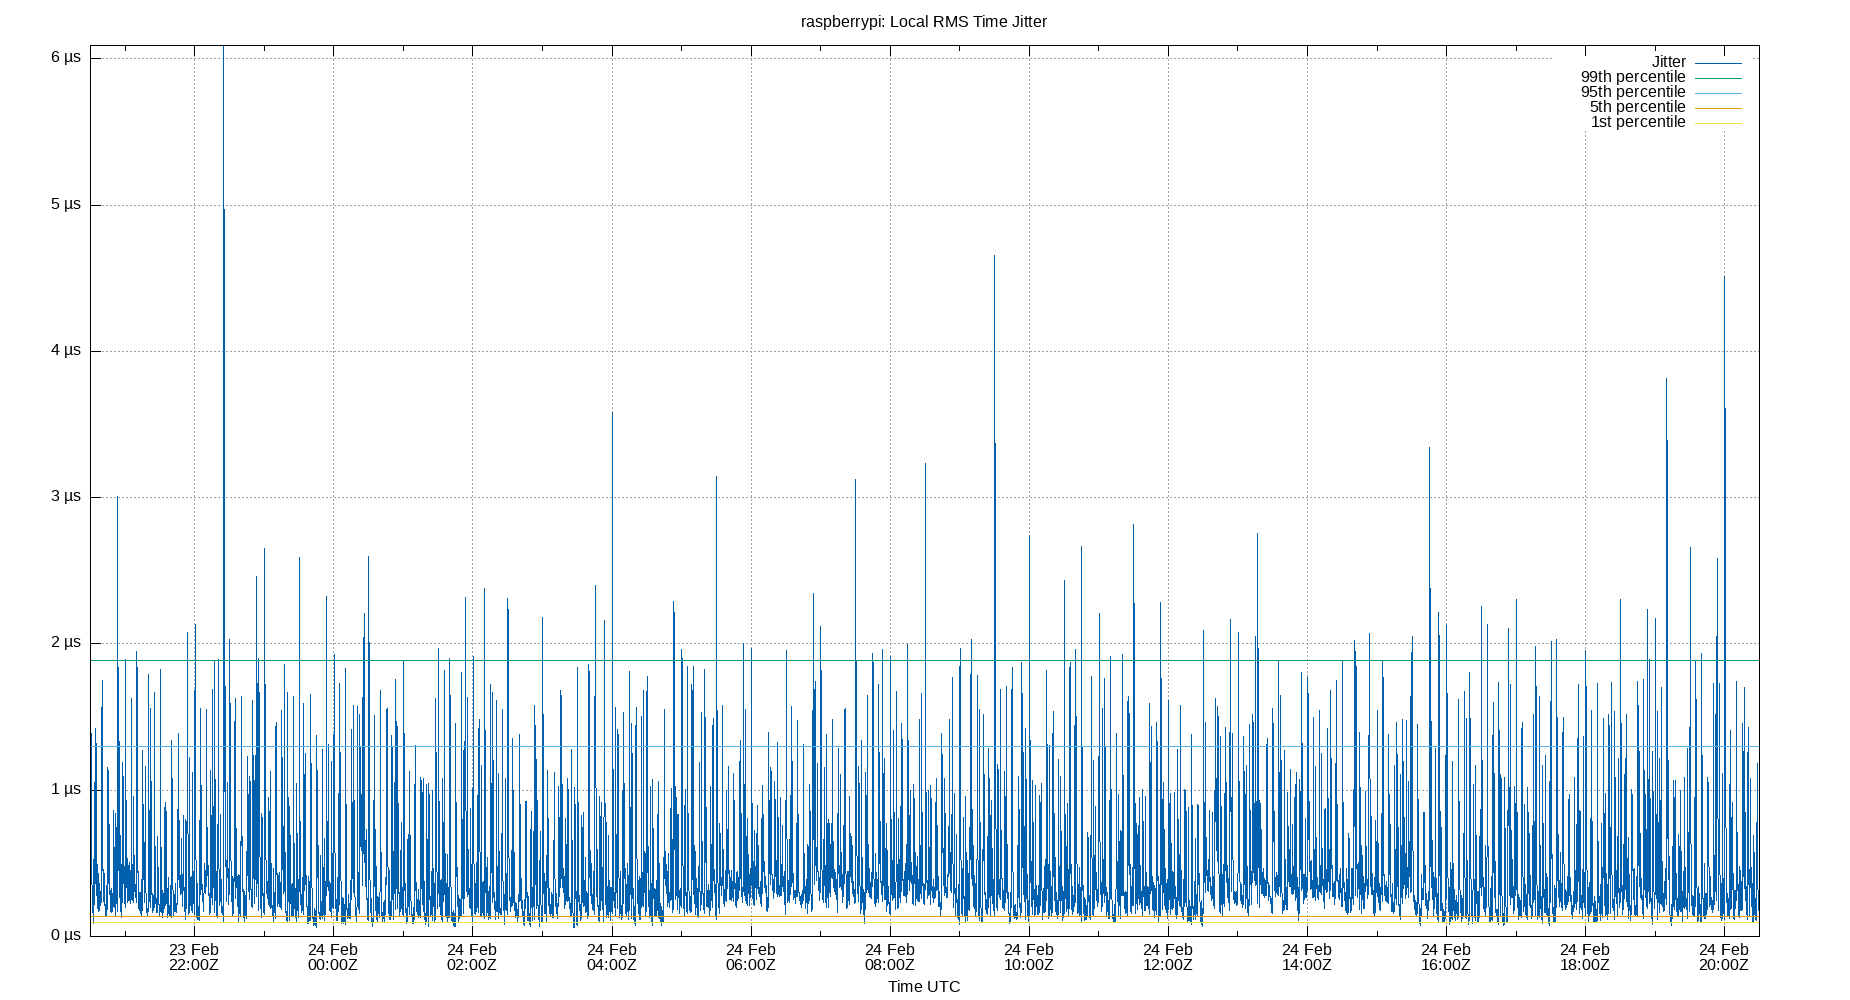 raspberrypi: Local RMS Time Jitter
6 µs
5 µs
4 µs
3 µs
2 µs
1 µs
0 µs
Jitter
99th percentile
95th percentile
5th percentile
1st percentile
23 Feb
22:00Z
24 Feb
00:00Z
24 Feb
02:00Z
24 Feb
04:00Z
24 Feb
06:00Z
24 Feb
08:00Z
24 Feb
10:00Z
24 Feb
12:00Z
24 Feb
14:00Z
24 Feb
16:00Z
24 Feb
18:00Z
24 Feb
20:00Z
Time UTC